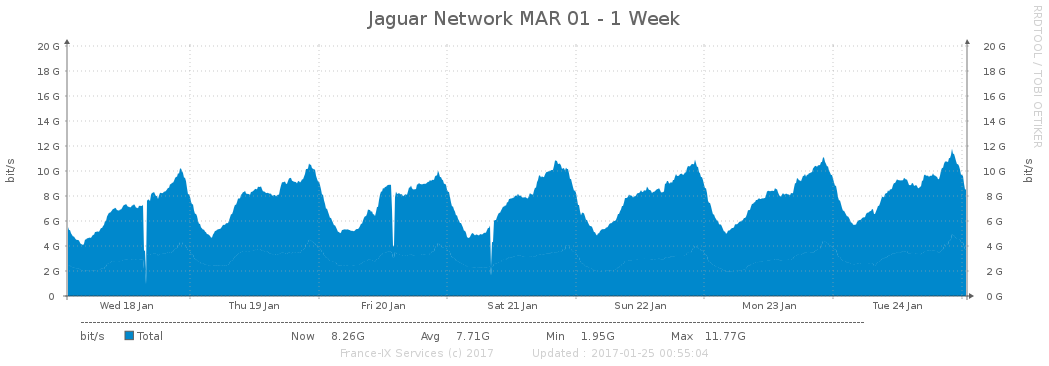 Jaguar Network MAR 01 - 1 Week
RRDTOOL / TOBI OETIKER
bit/s
bit/s
20 G 20 G
18 G 18 G
16 G 16 G
14 G 14 G
12 G 12 G
10 G 10 G
8 G 8 G
6 G 6 G
4 G 4 G
2 G 2 G
0 0 G
Wed 18 Jan Thu 19 Jan Fri 20 Jan Sat 21 Jan Sun 22 Jan Mon 23 Jan Tue 24 Jan
bit/s Total Now 8.26G Avg 7.71G Min 1.95G Max 11.77G
France-IX Services (c) 2017 Updated : 2017-01-25 00:55:04